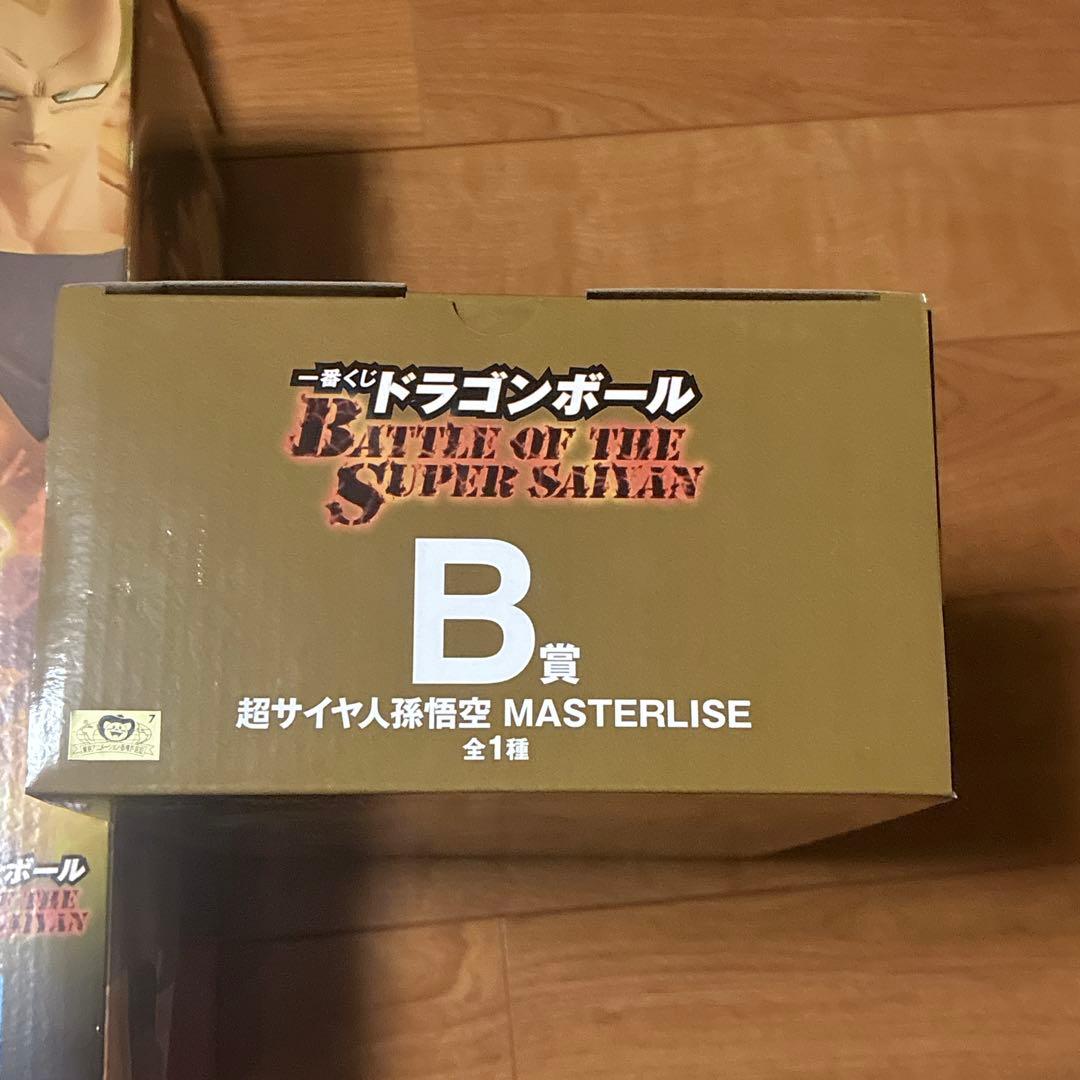 一番くじ ドラゴンボール
BATTLE OF THE
SUPER SAIYAN
B賞
超サイヤ人孫悟空 MASTERLISE
全1種
7
ボール
THE
SAIYAN